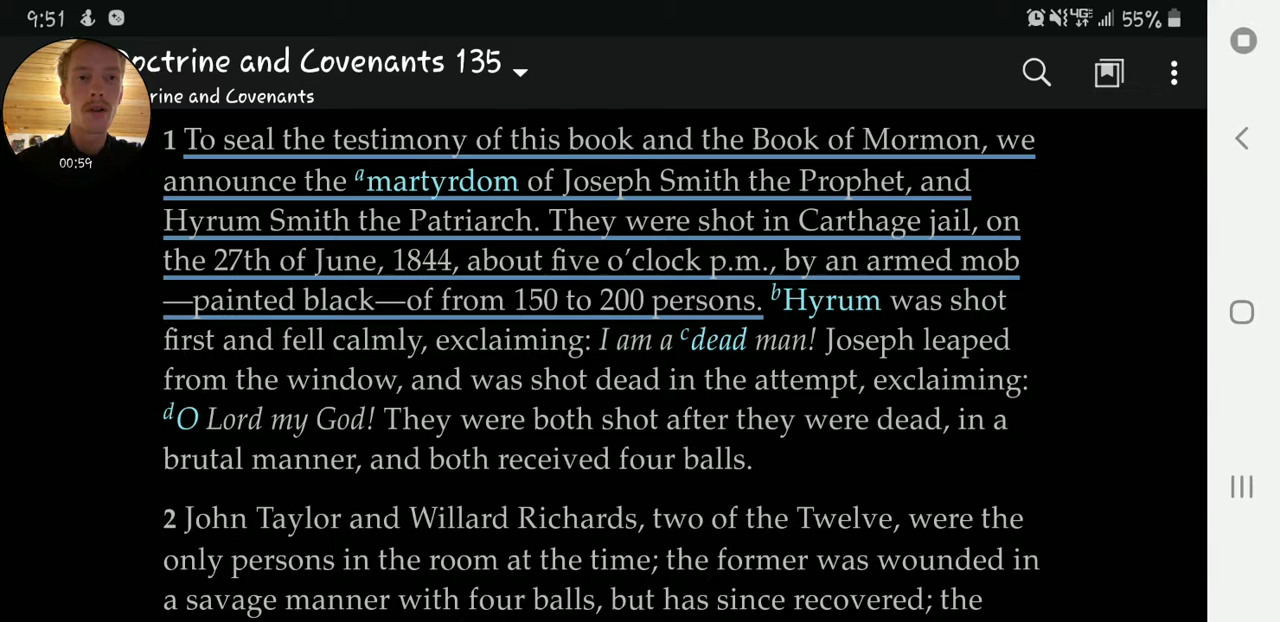 9:51 4GE 55%
Doctrine and Covenants 135
rine and Covenants
00:59
1 To seal the testimony of this book and the Book of Mormon, we
announce the a martyrdom of Joseph Smith the Prophet, and
Hyrum Smith the Patriarch. They were shot in Carthage jail, on
the 27th of June, 1844, about five o’clock p.m., by an armed mob
—painted black—of from 150 to 200 persons. b Hyrum was shot
first and fell calmly, exclaiming: I am a c dead man! Joseph leaped
from the window, and was shot dead in the attempt, exclaiming:
d O Lord my God! They were both shot after they were dead, in a
brutal manner, and both received four balls.
2 John Taylor and Willard Richards, two of the Twelve, were the
only persons in the room at the time; the former was wounded in
a savage manner with four balls, but has since recovered; the